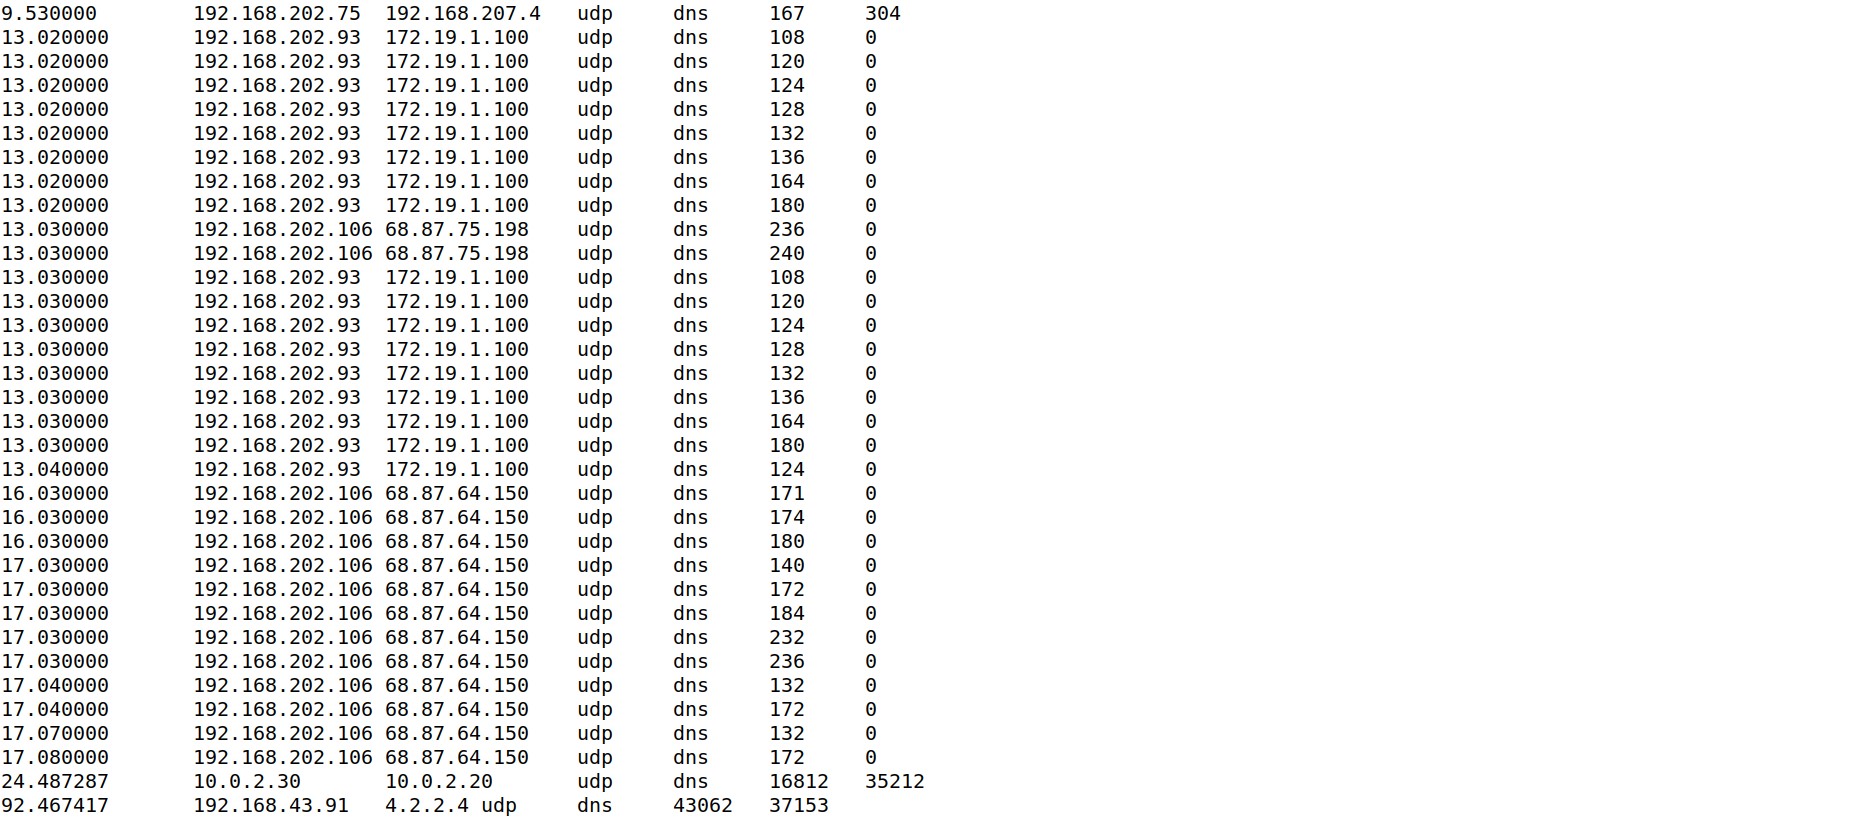 9.530000	192.168.202.75	192.168.207.4	udp	dns	167	304
13.020000	192.168.202.93	172.19.1.100	udp	dns	108	0
13.020000	192.168.202.93	172.19.1.100	udp	dns	120	0
13.020000	192.168.202.93	172.19.1.100	udp	dns	124	0
13.020000	192.168.202.93	172.19.1.100	udp	dns	128	0
13.020000	192.168.202.93	172.19.1.100	udp	dns	132	0
13.020000	192.168.202.93	172.19.1.100	udp	dns	136	0
13.020000	192.168.202.93	172.19.1.100	udp	dns	164	0
13.020000	192.168.202.93	172.19.1.100	udp	dns	180	0
13.030000	192.168.202.106	68.87.75.198	udp	dns	236	0
13.030000	192.168.202.106	68.87.75.198	udp	dns	240	0
13.030000	192.168.202.93	172.19.1.100	udp	dns	108	0
13.030000	192.168.202.93	172.19.1.100	udp	dns	120	0
13.030000	192.168.202.93	172.19.1.100	udp	dns	124	0
13.030000	192.168.202.93	172.19.1.100	udp	dns	128	0
13.030000	192.168.202.93	172.19.1.100	udp	dns	132	0
13.030000	192.168.202.93	172.19.1.100	udp	dns	136	0
13.030000	192.168.202.93	172.19.1.100	udp	dns	164	0
13.030000	192.168.202.93	172.19.1.100	udp	dns	180	0
13.040000	192.168.202.93	172.19.1.100	udp	dns	124	0
16.030000	192.168.202.106	68.87.64.150	udp	dns	171	0
16.030000	192.168.202.106	68.87.64.150	udp	dns	174	0
16.030000	192.168.202.106	68.87.64.150	udp	dns	180	0
17.030000	192.168.202.106	68.87.64.150	udp	dns	140	0
17.030000	192.168.202.106	68.87.64.150	udp	dns	172	0
17.030000	192.168.202.106	68.87.64.150	udp	dns	184	0
17.030000	192.168.202.106	68.87.64.150	udp	dns	232	0
17.030000	192.168.202.106	68.87.64.150	udp	dns	236	0
17.040000	192.168.202.106	68.87.64.150	udp	dns	132	0
17.040000	192.168.202.106	68.87.64.150	udp	dns	172	0
17.070000	192.168.202.106	68.87.64.150	udp	dns	132	0
17.080000	192.168.202.106	68.87.64.150	udp	dns	172	0
24.487287	10.0.2.30	10.0.2.20	udp	dns	16812	35212
92.467417	192.168.43.91	4.2.2.4	udp	dns	43062	37153